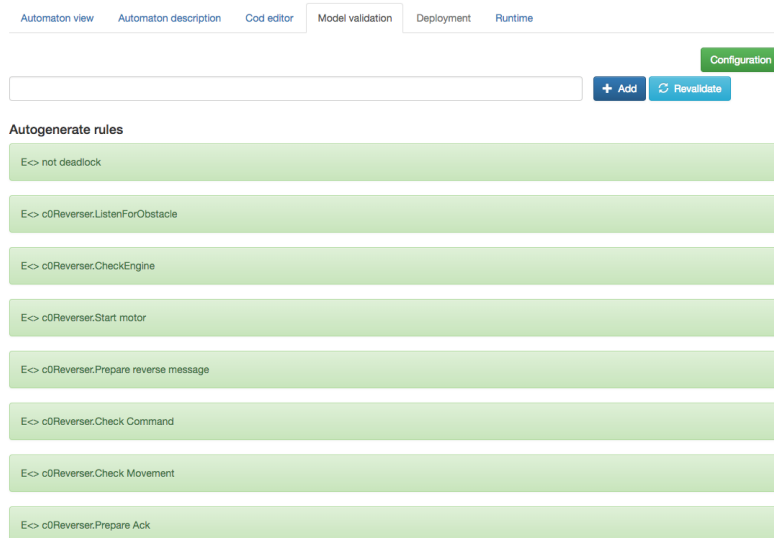 Automaton view Automaton description Cod editor Model validation Deployment Runtime
Configuration
Add Revalidate
Autogenerate rules
E<> not deadlock
E<> c0Reverser.ListenForObstacle
E<> c0Reverser.CheckEngine
E<> c0Reverser.Start motor
E<> c0Reverser.Prepare reverse message
E<> c0Reverser.Check Command
E<> c0Reverser.Check Movement
E<> c0Reverser.Prepare Ack